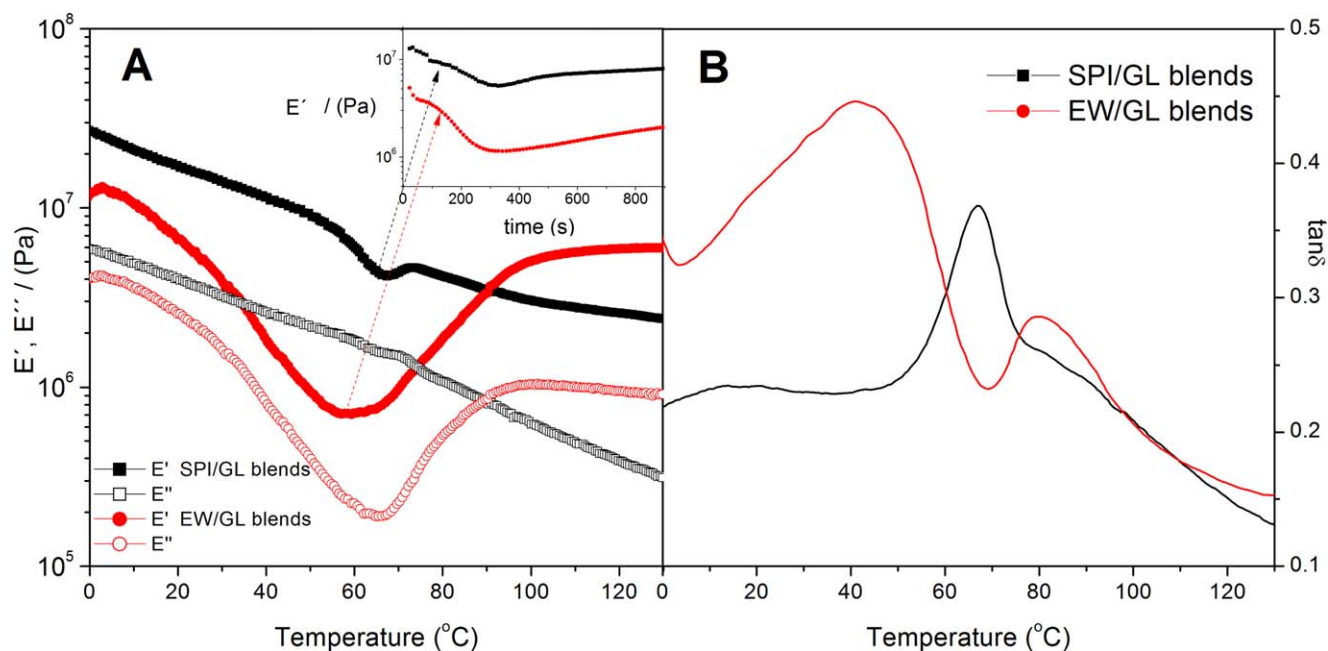 A
10^8
10^7
10^6
10^5
E´, E´´ / (Pa)
0 20 40 60 80 100 120
Temperature (°C)
E' SPI/GL blends
E"
E' EW/GL blends
E"
10^7
10^6
E´ / (Pa)
0 200 400 600 800
time (s)
B
SPI/GL blends
EW/GL blends
0.5
0.4
0.3
0.2
0.1
tanδ
0 20 40 60 80 100 120
Temperature (°C)